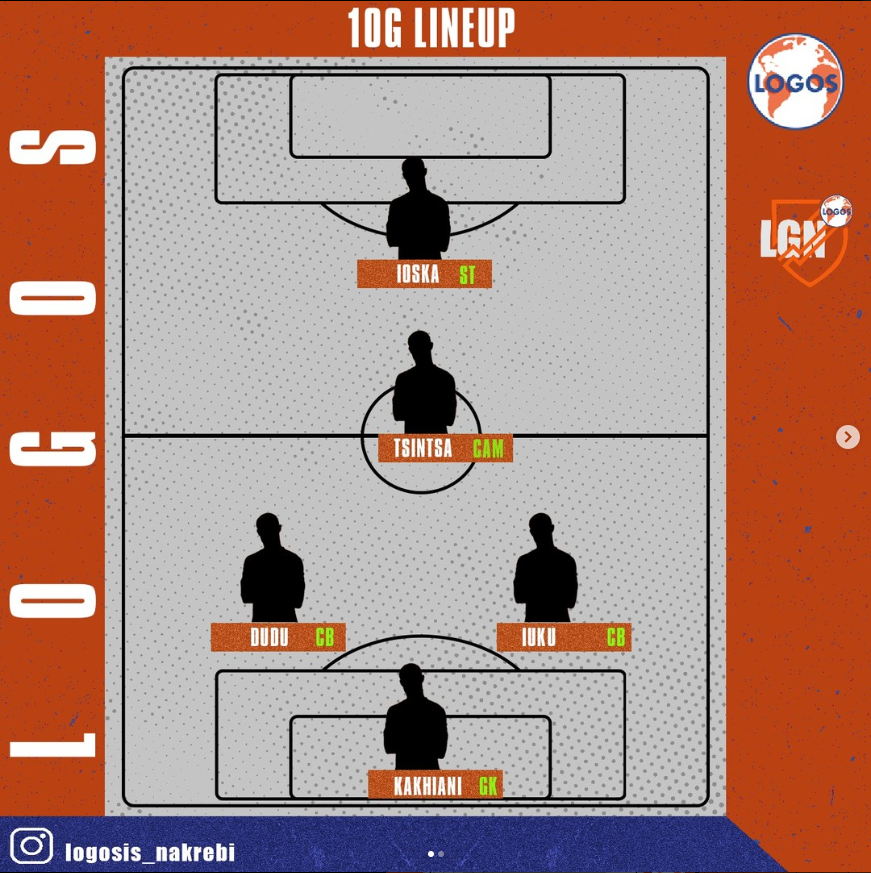 10G LINEUP
LOGOS
LOGOS
LGN
LOGOS
IOSKA ST
TSINTSA CAM
DUDU CB
IUKU CB
KAKHIANI GK
logosis_nakrebi